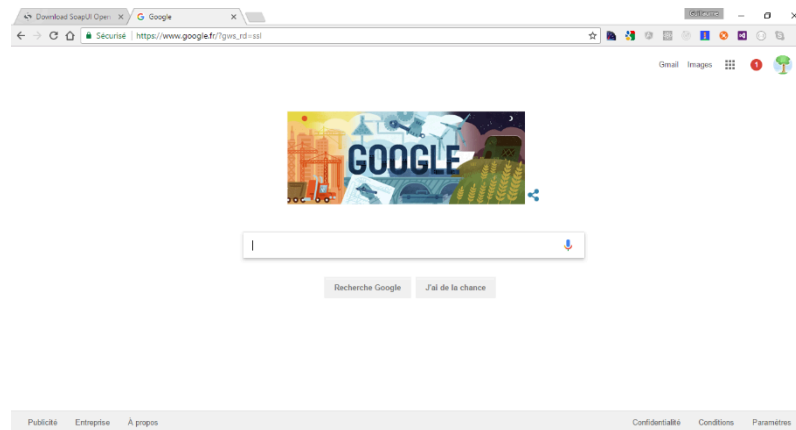 Download SoapUI Open
Google
Guillaume
Sécurisé
https://www.google.fr/?gws_rd=ssl
Gmail
Images
1
GOOGLE
Recherche Google
J'ai de la chance
Publicité
Entreprise
À propos
Confidentialité
Conditions
Paramètres